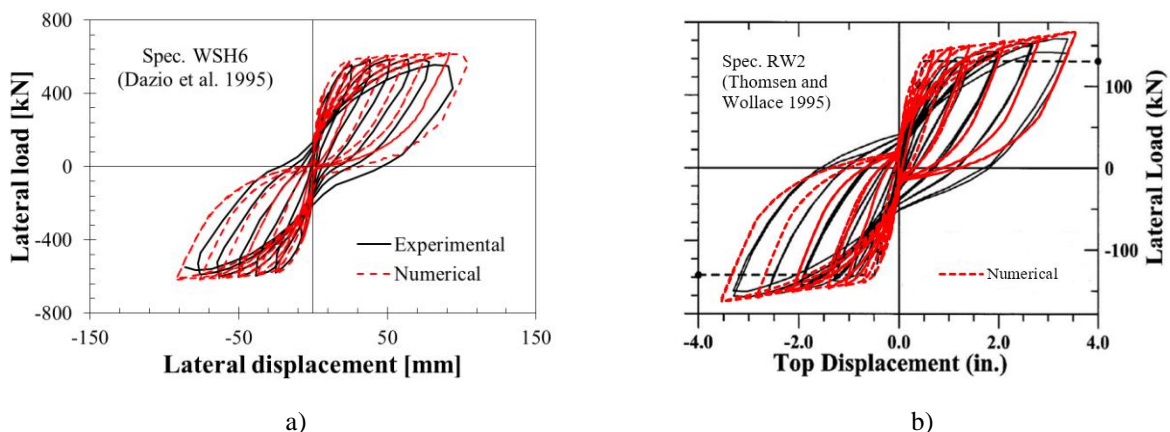 800
400
0
-400
-800
Lateral load [kN]
Spec. WSH6
(Dazio et al. 1995)
Experimental
Numerical
-150
-50
50
150
Lateral displacement [mm]
a)
Spec. RW2
(Thomsen and
Wollace 1995)
Numerical
100
0
-100
Lateral Load (kN)
-4.0
-2.0
0.0
2.0
4.0
Top Displacement (in.)
b)